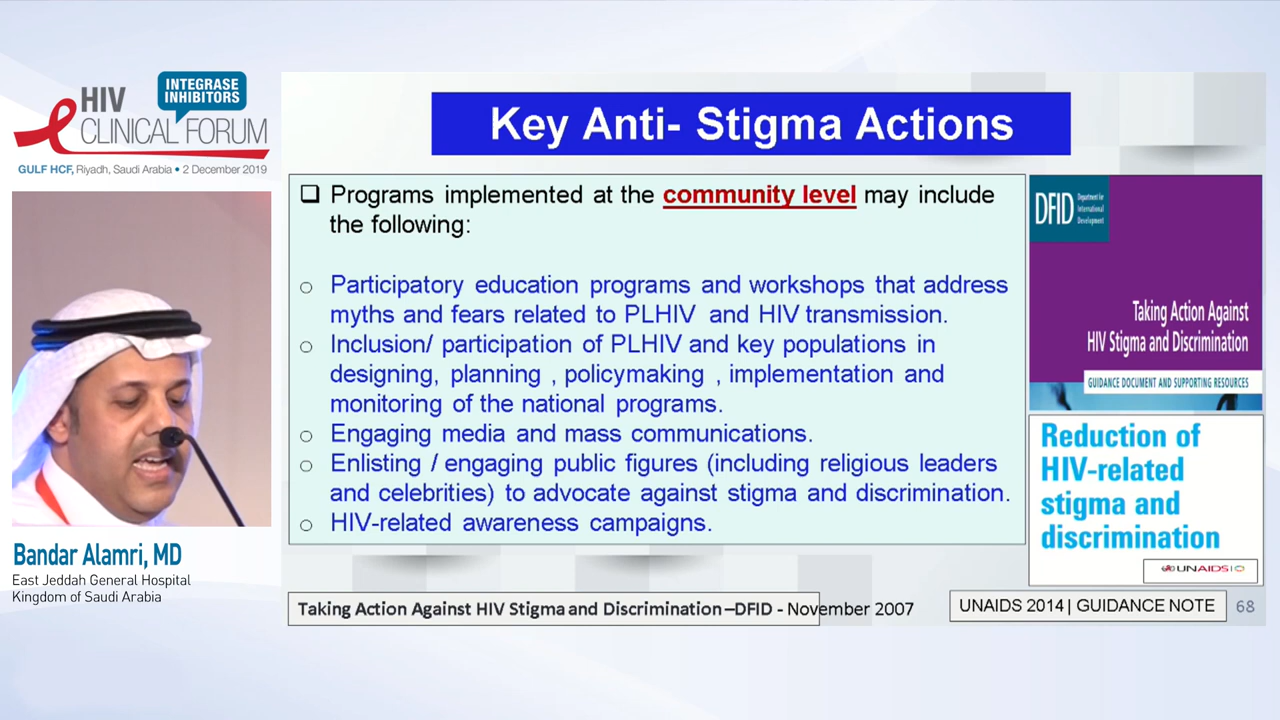 HIV
INTEGRASE
INHIBITORS
CLINICAL FORUM
GULF HCF, Riyadh, Saudi Arabia • 2 December 2019
Bandar Alamri, MD
East Jeddah General Hospital
Kingdom of Saudi Arabia
Key Anti- Stigma Actions
Programs implemented at the community level may include
the following:
Participatory education programs and workshops that address
myths and fears related to PLHIV and HIV transmission.
Inclusion/ participation of PLHIV and key populations in
designing, planning , policymaking , implementation and
monitoring of the national programs.
Engaging media and mass communications.
Enlisting / engaging public figures (including religious leaders
and celebrities) to advocate against stigma and discrimination.
HIV-related awareness campaigns.
DFID
Department for
International
Development
Taking Action Against
HIV Stigma and Discrimination
GUIDANCE DOCUMENT AND SUPPORTING RESOURCES
Reduction of
HIV-related
stigma and
discrimination
UNAIDS
Taking Action Against HIV Stigma and Discrimination –DFID - November 2007
UNAIDS 2014 | GUIDANCE NOTE
68